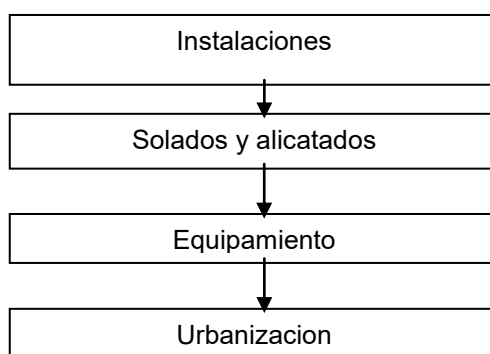 Instalaciones
Solados y alicatados
Equipamiento
Urbanizacion